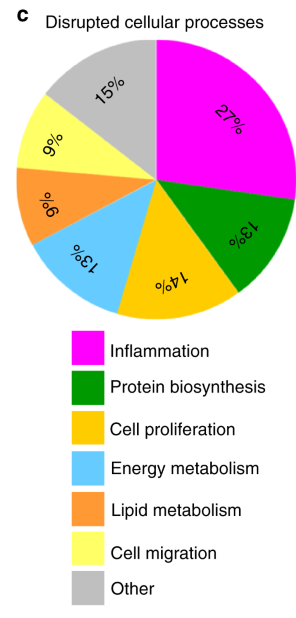 c
Disrupted cellular processes
27%
13%
14%
13%
9%
9%
15%
Inflammation
Protein biosynthesis
Cell proliferation
Energy metabolism
Lipid metabolism
Cell migration
Other